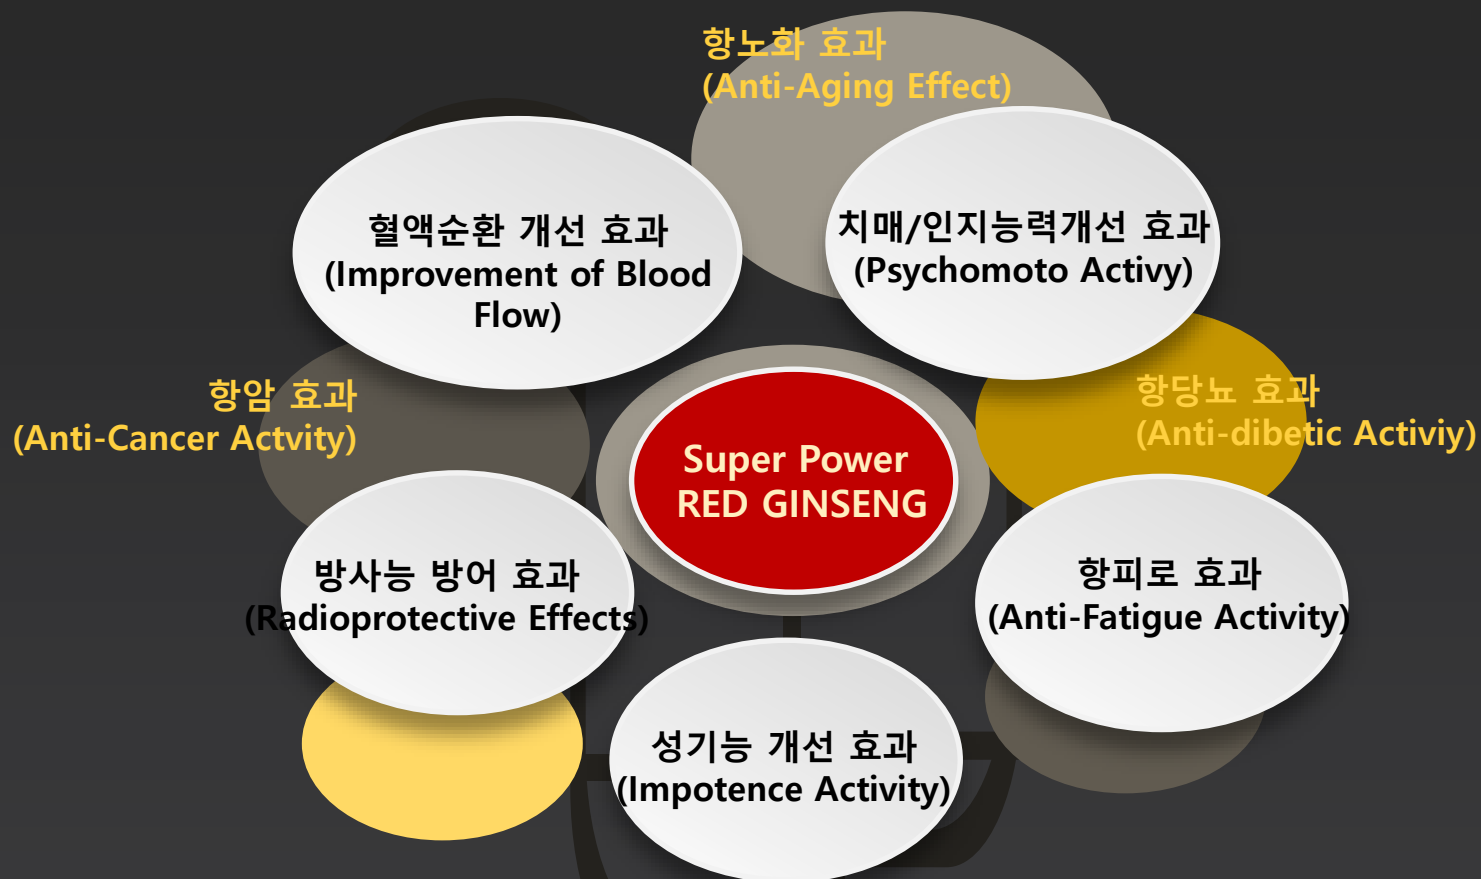 항노화 효과
(Anti-Aging Effect)
혈액순환 개선 효과
(Improvement of Blood
Flow)
치매/인지능력개선 효과
(Psychomoto Activy)
항암 효과
(Anti-Cancer Actvity)
항당뇨 효과
(Anti-dibetic Activiy)
Super Power
RED GINSENG
방사능 방어 효과
(Radioprotective Effects)
항피로 효과
(Anti-Fatigue Activity)
성기능 개선 효과
(Impotence Activity)